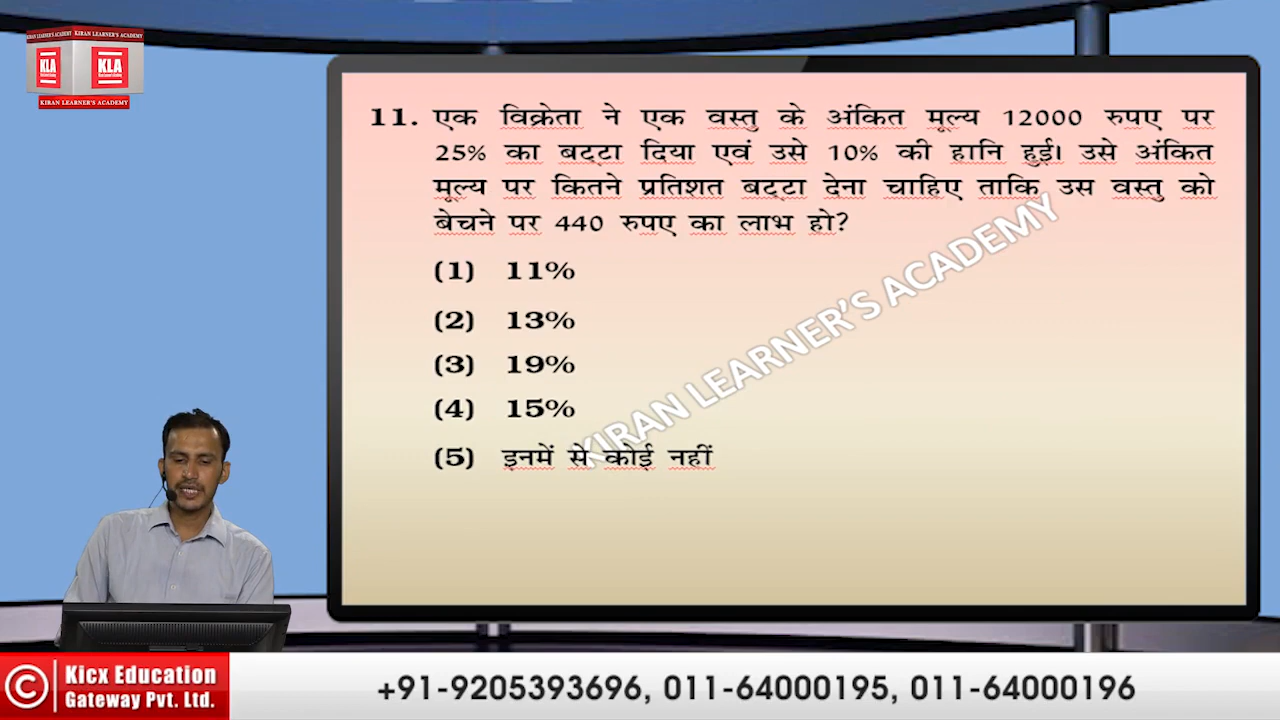 KIRAN LEARNER'S ACADEMY KIRAN LEARNER'S ACADEMY
KLA KLA
KIRAN LEARNER'S ACADEMY
11. एक विक्रेता ने एक वस्तु के अंकित मूल्य 12000 रुपए पर
25% का बट्टा दिया एवं उसे 10% की हानि हुई। उसे अंकित
मूल्य पर कितने प्रतिशत बट्टा देना चाहिए ताकि उस वस्तु को
बेचने पर 440 रुपए का लाभ हो?
(1) 11%
(2) 13%
(3) 19%
(4) 15%
(5) इनमें से कोई नहीं
KIRAN LEARNER'S ACADEMY
© Kicx Education
Gateway Pvt. Ltd.
+91-9205393696, 011-64000195, 011-64000196